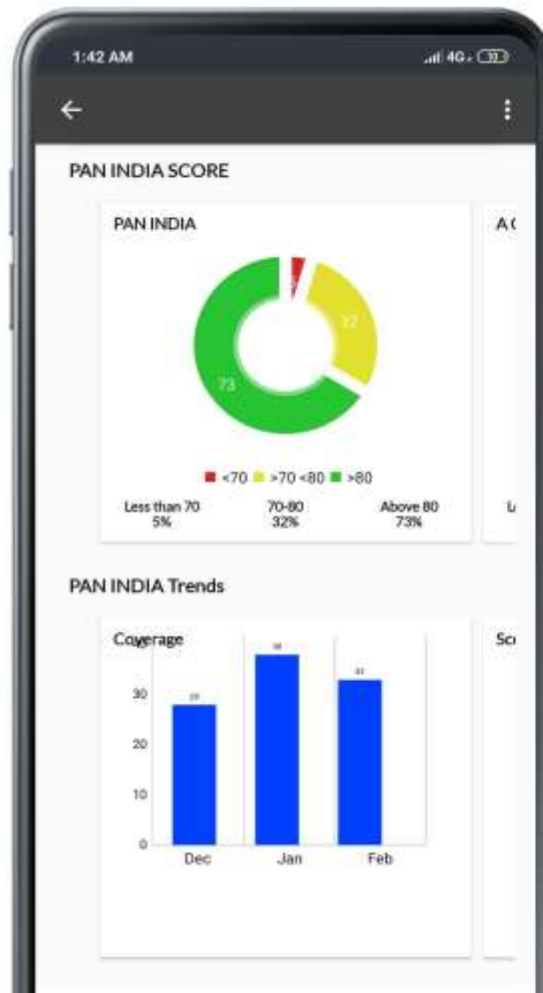 1:42 AM 4G
PAN INDIA SCORE
PAN INDIA
A
32
73
<70 >70 <80 >80
Less than 70 70-80 Above 80
5% 32% 73%
PAN INDIA Trends
Coverage
30
20
10
0
Dec Jan Feb